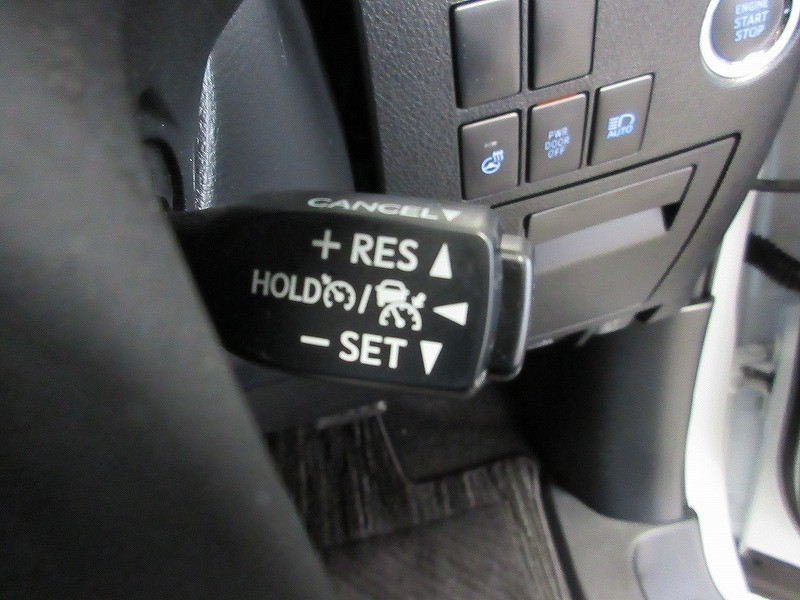 ENGINE
START
STOP
PWR
DOOR
OFF
AUTO
CANCEL▼
+ RES ▲
HOLD / ◀
− SET ▼